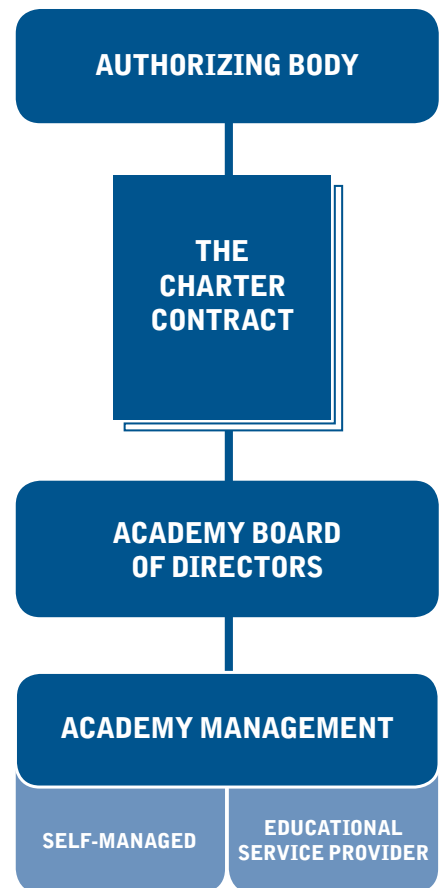 AUTHORIZING BODY
THE
CHARTER
CONTRACT
ACADEMY BOARD
OF DIRECTORS
ACADEMY MANAGEMENT
SELF-MANAGED
EDUCATIONAL
SERVICE PROVIDER